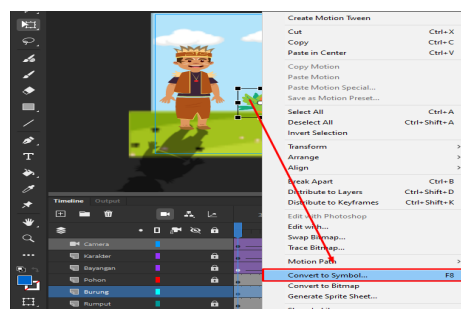 Create Motion Tween
Cut Ctrl+X
Copy Ctrl+C
Paste in Center Ctrl+V
Copy Motion
Paste Motion
Paste Motion Special...
Save as Motion Preset...
Select All Ctrl+A
Deselect All Ctrl+Shift+A
Invert Selection
Transform
Arrange
Align
Break Apart Ctrl+B
Distribute to Layers Ctrl+Shift+D
Distribute to Keyframes Ctrl+Shift+K
Edit with Photoshop
Edit with...
Swap Bitmap...
Trace Bitmap...
Motion Path
Convert to Symbol... F8
Convert to Bitmap
Generate Sprite Sheet...
T
Timeline Output
Camera
Karakter
Bayangan
Pohon
Burung
Rumput